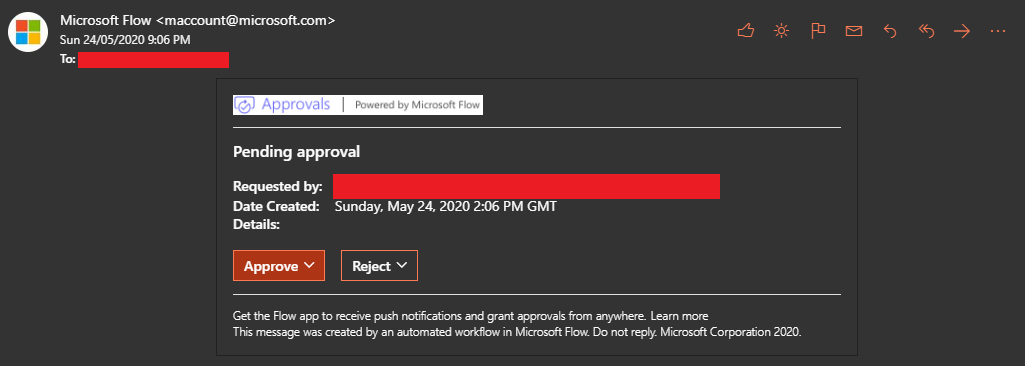 Microsoft Flow <maccount@microsoft.com>
Sun 24/05/2020 9:06 PM
To:
Approvals | Powered by Microsoft Flow
Pending approval
Requested by:
Date Created: Sunday, May 24, 2020 2:06 PM GMT
Details:
Approve Reject
Get the Flow app to receive push notifications and grant approvals from anywhere. Learn more
This message was created by an automated workflow in Microsoft Flow. Do not reply. Microsoft Corporation 2020.